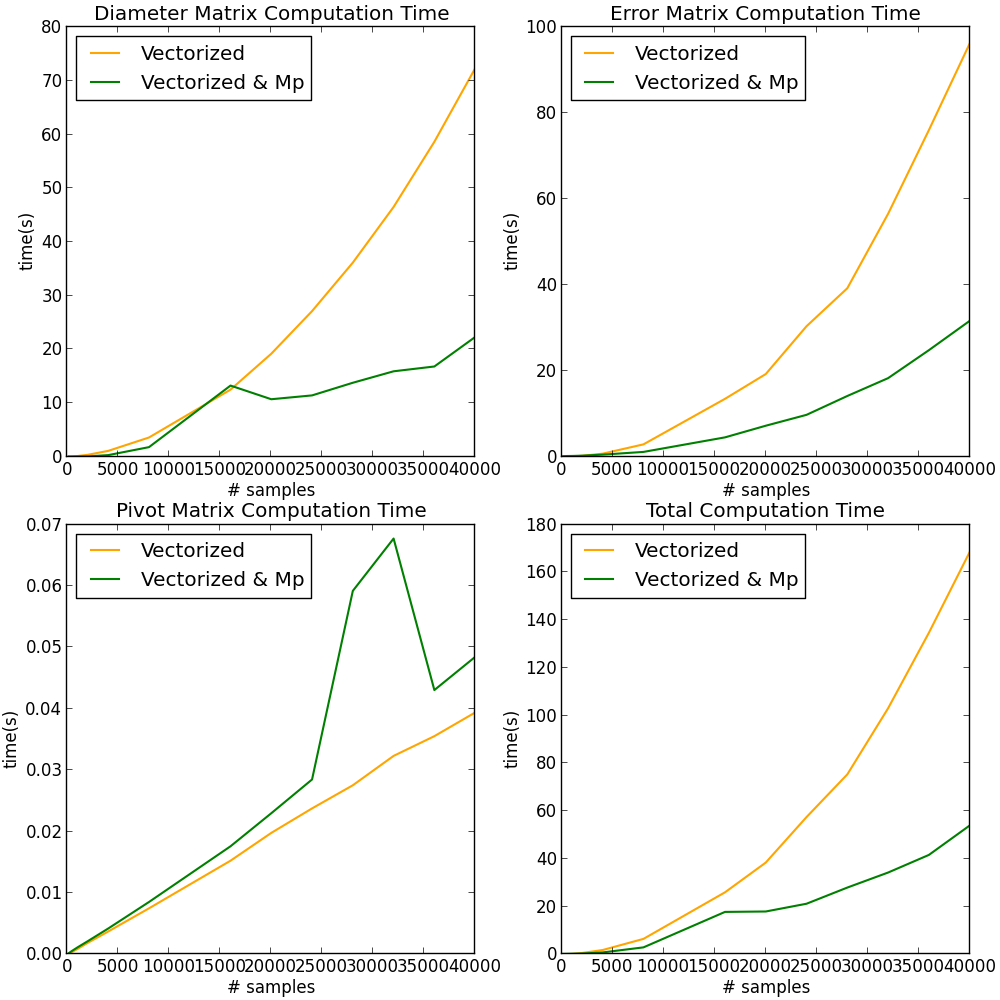 Diameter Matrix Computation Time
80
70
60
50
40
30
20
10
0
time(s)
Vectorized
Vectorized & Mp
0 5000 10000 15000 20000 25000 30000 35000 40000
# samples
Error Matrix Computation Time
100
80
60
40
20
0
time(s)
Vectorized
Vectorized & Mp
0 5000 10000 15000 20000 25000 30000 35000 40000
# samples
Pivot Matrix Computation Time
0.07
0.06
0.05
0.04
0.03
0.02
0.01
0.00
time(s)
Vectorized
Vectorized & Mp
0 5000 10000 15000 20000 25000 30000 35000 40000
# samples
Total Computation Time
180
160
140
120
100
80
60
40
20
0
time(s)
Vectorized
Vectorized & Mp
0 5000 10000 15000 20000 25000 30000 35000 40000
# samples